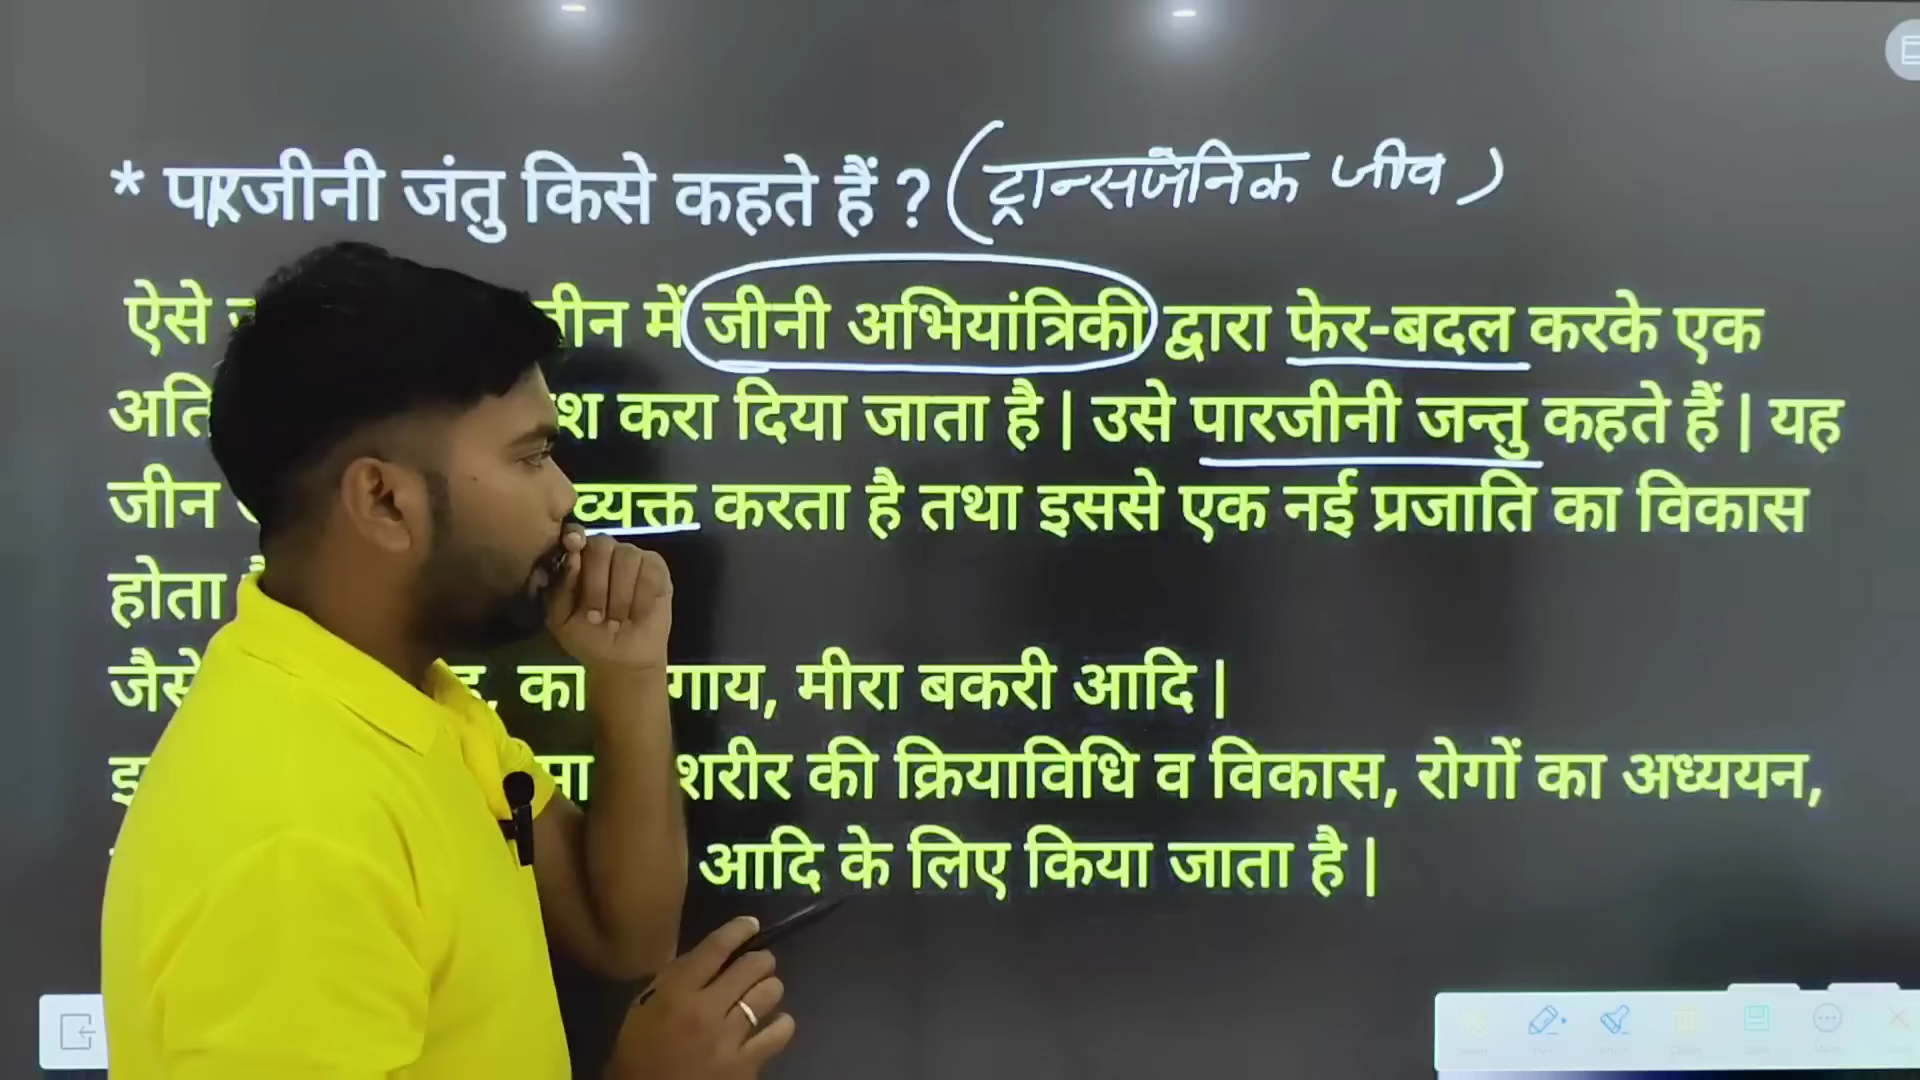 * पारजीनी जंतु किसे कहते हैं ? (ट्रान्सजेनिक जीव)
ऐसे में जीनी अभियांत्रिकी द्वारा फेर-बदल करके एक
करा दिया जाता है | उसे पारजीनी जन्तु कहते हैं | यह
जीन व्यक्त करता है तथा इससे एक नई प्रजाति का विकास
होता
गाय, मीरा बकरी आदि |
शरीर की क्रियाविधि व विकास, रोगों का अध्ययन,
आदि के लिए किया जाता है |